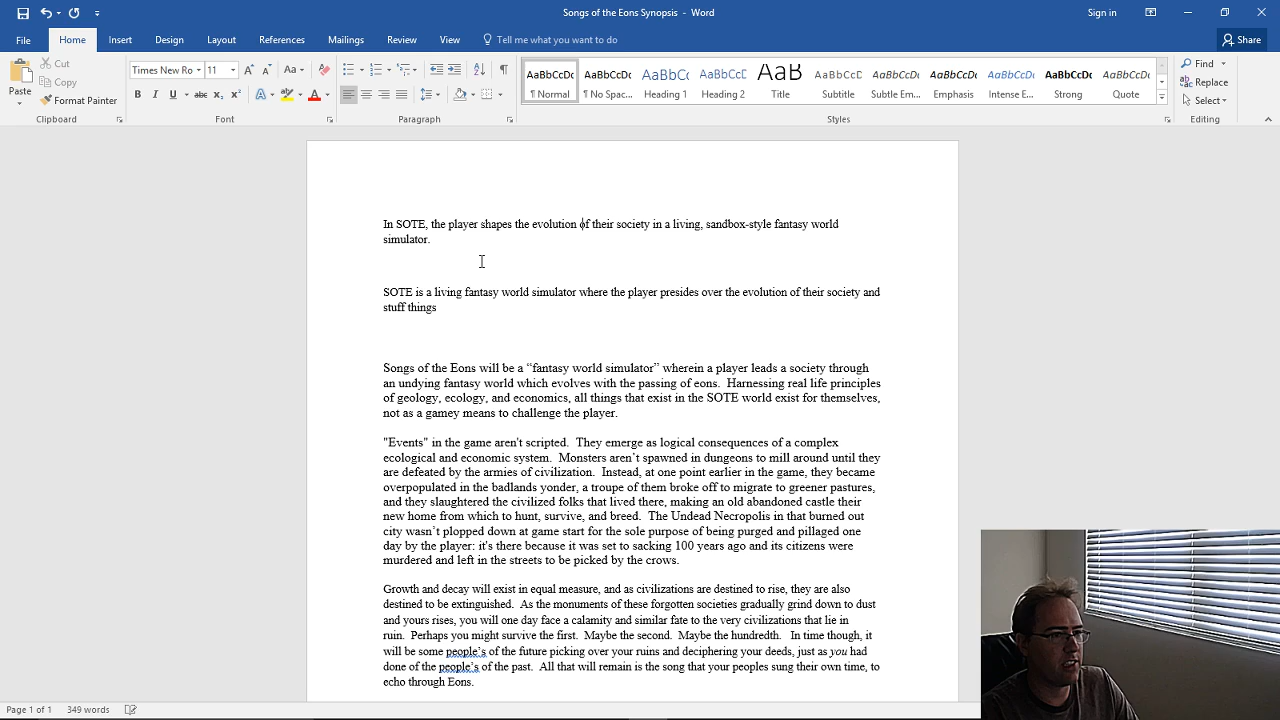 Songs of the Eons Synopsis - Word
Sign in
File Home Insert Design Layout References Mailings Review View Tell me what you want to do
Share
Paste
Cut
Copy
Format Painter
Clipboard
Times New Ro 11
Font
Paragraph
AaBbCcDc AaBbCcDc AaBbCc AaBbCcD AaB AaBbCcC AaBbCcDc AaBbCcDc AaBbCcDc AaBbCcDc AaBbCcDc
¶ Normal ¶ No Spac... Heading 1 Heading 2 Title Subtitle Subtle Em... Emphasis Intense E... Strong Quote
Styles
Find
Replace
Select
Editing
In SOTE, the player shapes the evolution of their society in a living, sandbox-style fantasy world
simulator.
SOTE is a living fantasy world simulator where the player presides over the evolution of their society and
stuff things
Songs of the Eons will be a “fantasy world simulator” wherein a player leads a society through
an undying fantasy world which evolves with the passing of eons. Harnessing real life principles
of geology, ecology, and economics, all things that exist in the SOTE world exist for themselves,
not as a gamey means to challenge the player.
"Events" in the game aren't scripted. They emerge as logical consequences of a complex
ecological and economic system. Monsters aren’t spawned in dungeons to mill around until they
are defeated by the armies of civilization. Instead, at one point earlier in the game, they became
overpopulated in the badlands yonder, a troupe of them broke off to migrate to greener pastures,
and they slaughtered the civilized folks that lived there, making an old abandoned castle their
new home from which to hunt, survive, and breed. The Undead Necropolis in that burned out
city wasn’t plopped down at game start for the sole purpose of being purged and pillaged one
day by the player: it's there because it was set to sacking 100 years ago and its citizens were
murdered and left in the streets to be picked by the crows.
Growth and decay will exist in equal measure, and as civilizations are destined to rise, they are also
destined to be extinguished. As the monuments of these forgotten societies gradually grind down to dust
and yours rises, you will one day face a calamity and similar fate to the very civilizations that lie in
ruin. Perhaps you might survive the first. Maybe the second. Maybe the hundredth. In time though, it
will be some people’s of the future picking over your ruins and deciphering your deeds, just as you had
done of the people’s of the past. All that will remain is the song that your peoples sung their own time, to
echo through Eons.
Page 1 of 1 349 words